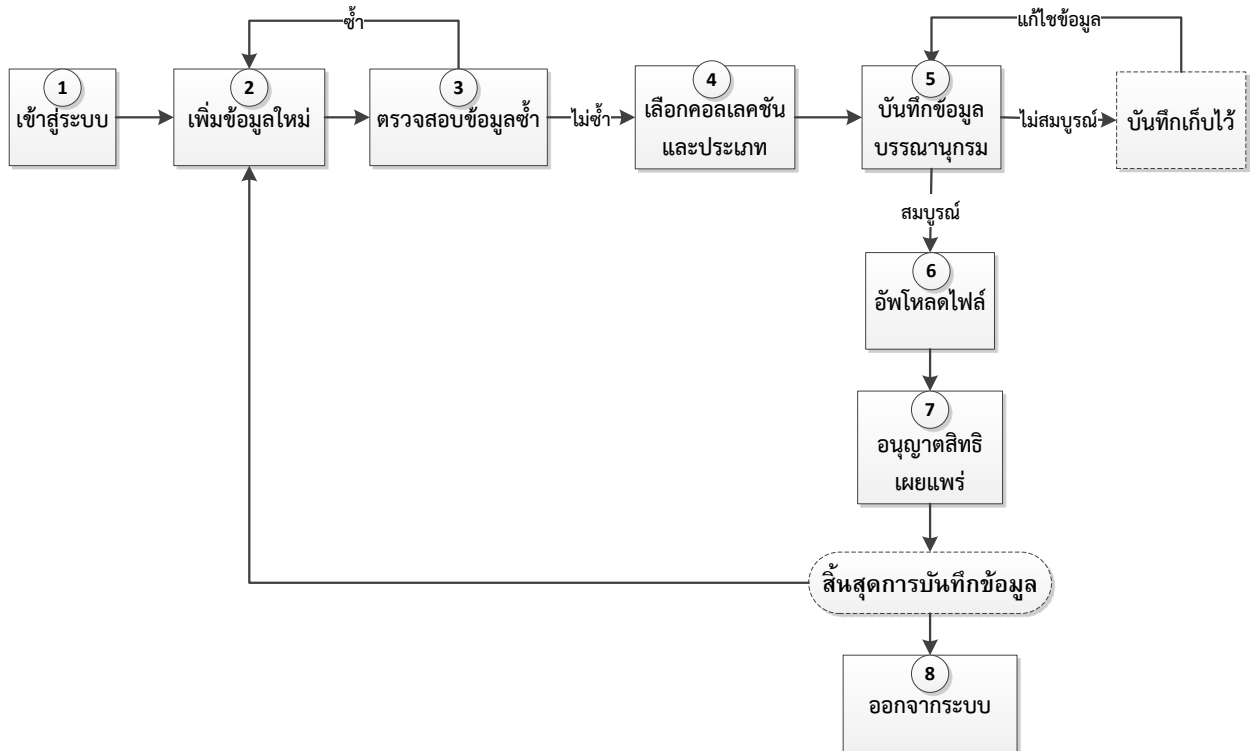 ซ้ำ
แก้ไขข้อมูล
1
เข้าสู่ระบบ
2
เพิ่มข้อมูลใหม่
3
ตรวจสอบข้อมูลซ้ำ
ไม่ซ้ำ
4
เลือกคอลเลคชัน
และประเภท
5
บันทึกข้อมูล
บรรณานุกรม
ไม่สมบูรณ์
บันทึกเก็บไว้
สมบูรณ์
6
อัพโหลดไฟล์
7
อนุญาตสิทธิ
เผยแพร่
สิ้นสุดการบันทึกข้อมูล
8
ออกจากระบบ